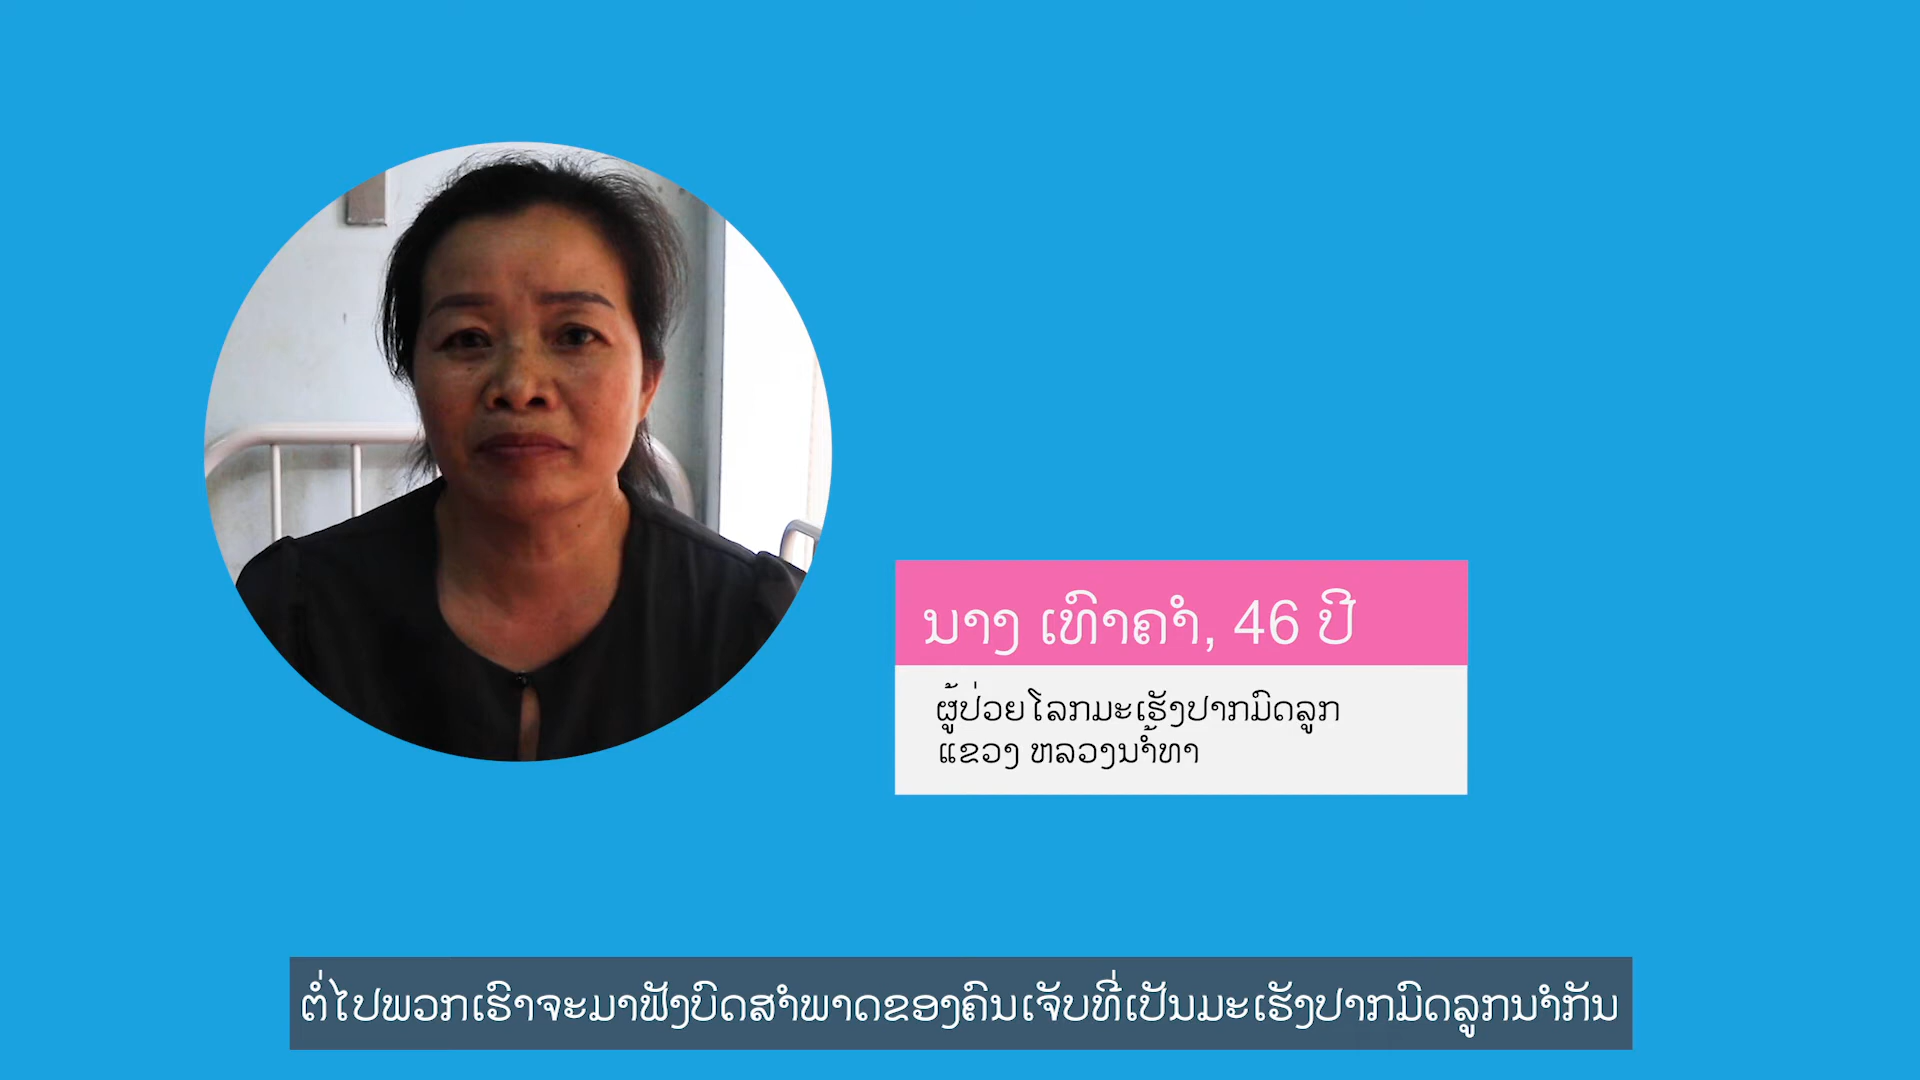 ນາງ ເທົາຄຳ, 46 ປີ
ຜູ້ປ່ວຍໂລກມະເຮັງປາກມົດລູກ
ແຂວງ ຫລວງນ້ຳທາ
ຕໍ່ໄປພວກເຮົາຈະມາຟັງບົດສຳພາດຂອງຄົນເຈັບທີ່ເປັນມະເຮັງປາກມົດລູກນຳກັນ